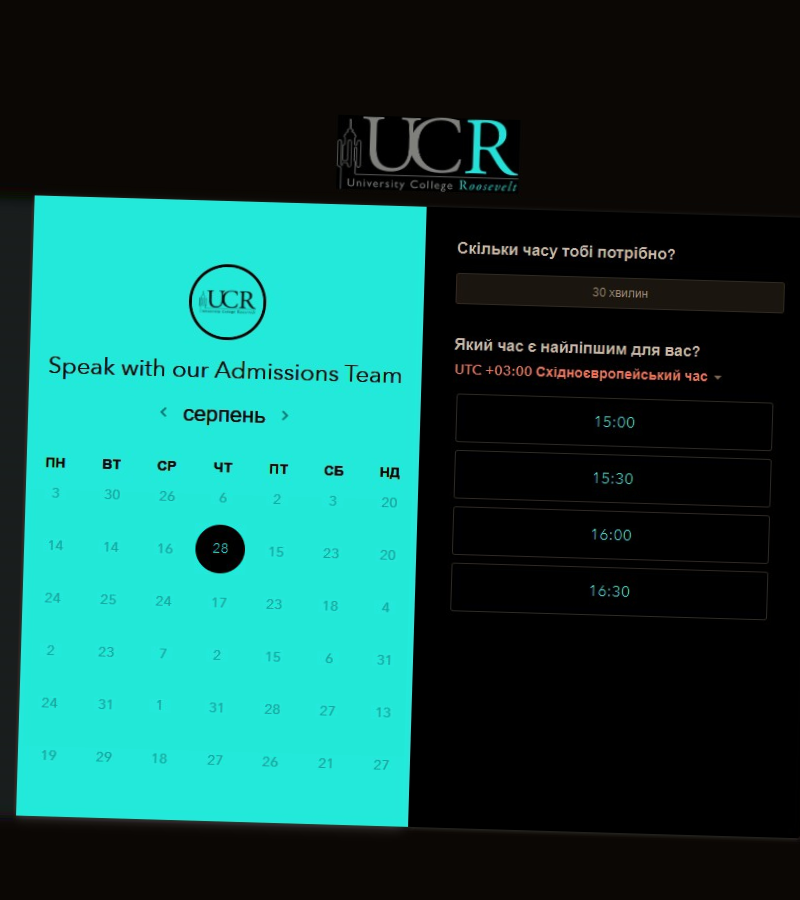 UCR
University College Roosevelt
UCR
Speak with our Admissions Team
серпень
ПН ВТ СР ЧТ ПТ СБ НД
3 30 26 6 2 3 20
14 14 16 28 15 23 20
24 25 24 17 23 18 4
2 23 7 2 15 6 31
24 31 1 31 28 27 13
19 29 18 27 26 21 27
Скільки часу тобі потрібно?
30 хвилин
Який час є найліпшим для вас?
UTC +03:00 Східноєвропейський час
15:00
15:30
16:00
16:30